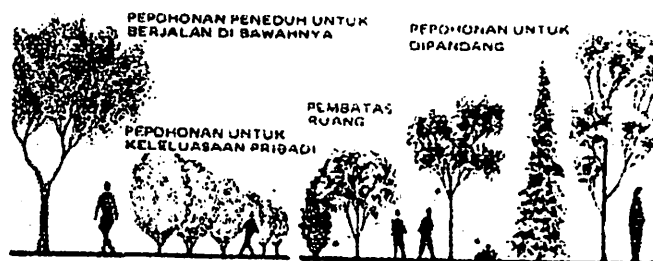 PEPOHONAN PENEDUH UNTUK
BERJALAN DI BAWAHNYA
PEPOHONAN UNTUK
DIPANDANG
PEMBATAS
RUANG
PEPOHONAN UNTUK
KELELUASAAN PRIBADI